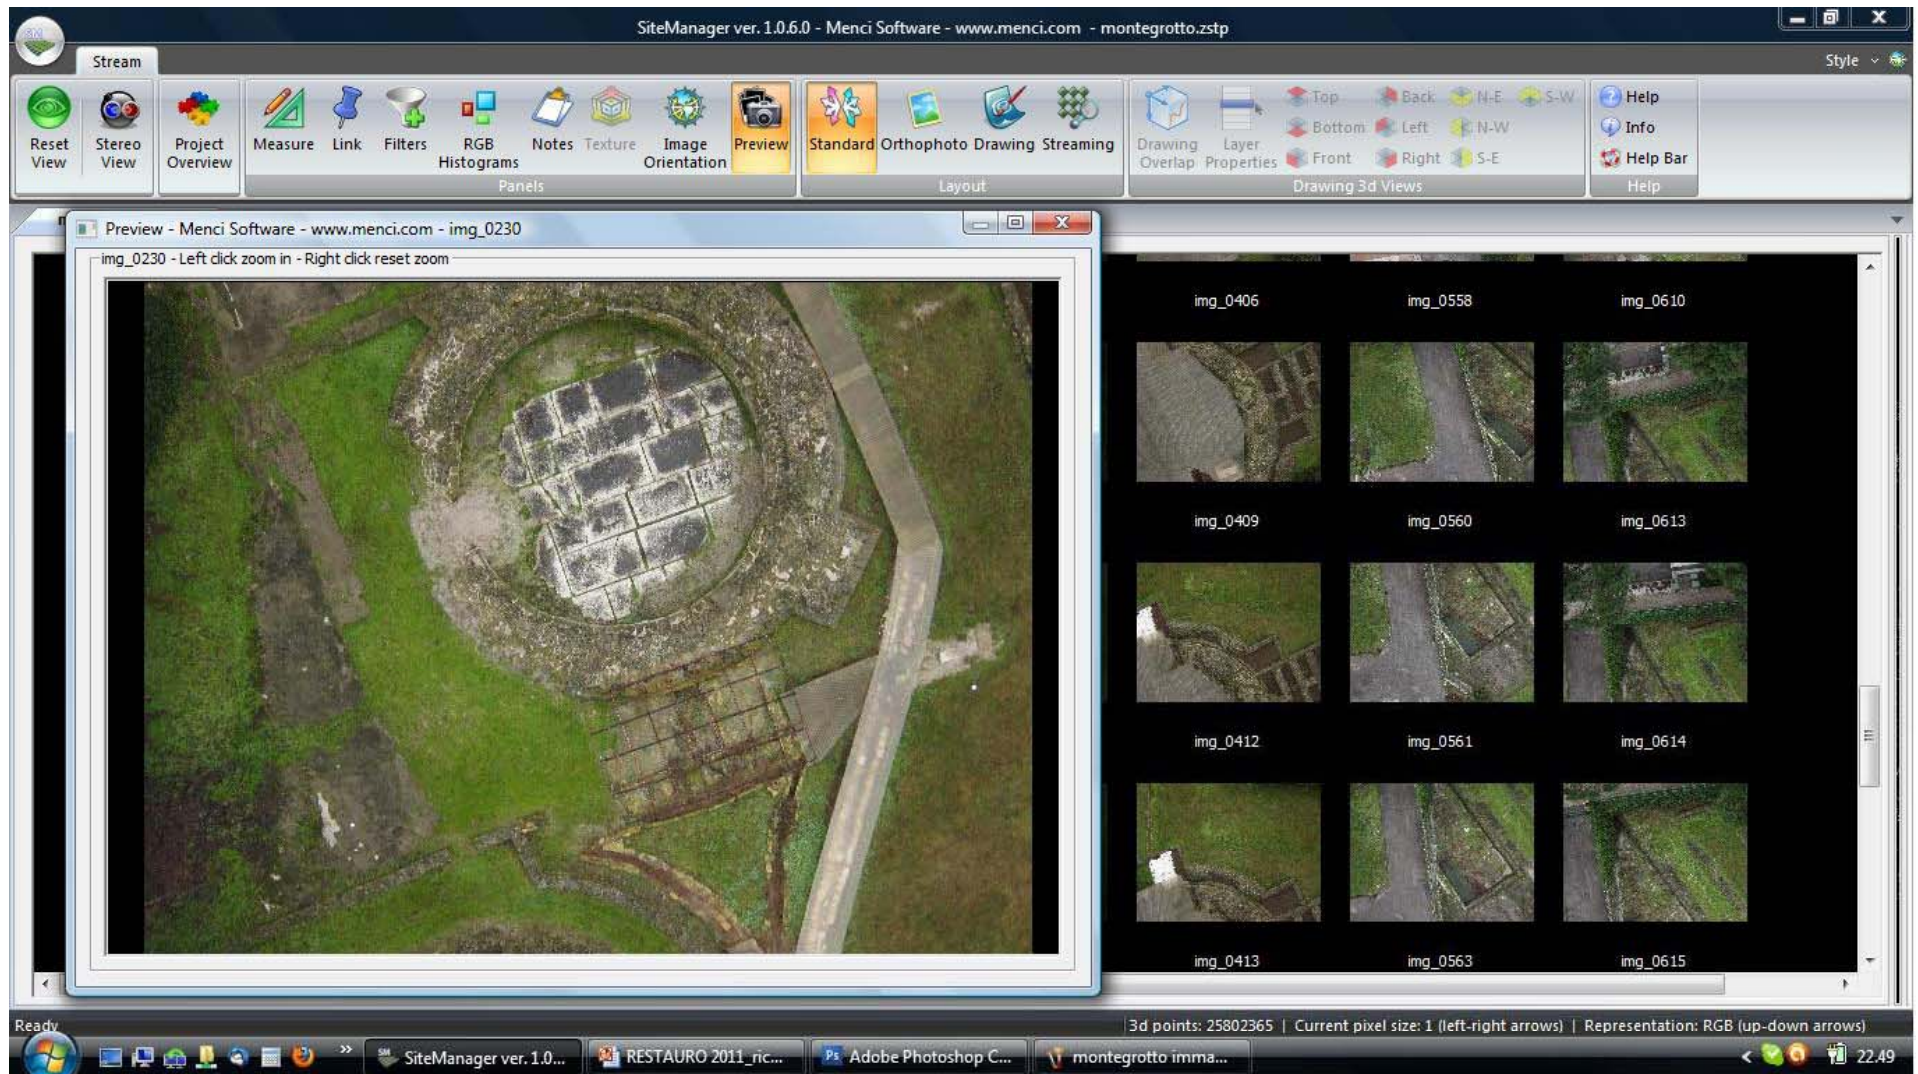 SiteManager ver. 1.0.6.0 - Menci Software - www.menci.com - montegrotto.zstp
Stream
Style
Reset View
Stereo View
Project Overview
Measure
Link
Filters
RGB Histograms
Notes
Texture
Image Orientation
Preview
Panels
Standard
Orthophoto
Drawing
Streaming
Layout
Drawing Overlap
Layer Properties
Top
Back
N-E
S-W
Bottom
Left
N-W
Front
Right
S-E
Drawing 3d Views
Help
Info
Help Bar
Help
Preview - Menci Software - www.menci.com - img_0230
img_0230 - Left click zoom in - Right click reset zoom
img_0406
img_0558
img_0610
img_0409
img_0560
img_0613
img_0412
img_0561
img_0614
img_0413
img_0563
img_0615
Ready
3d points: 25802365 | Current pixel size: 1 (left-right arrows) | Representation: RGB (up-down arrows)
SiteManager ver. 1.0...
RESTAURO 2011_ric...
Ps Adobe Photoshop C...
montegrotto imma...
22.49